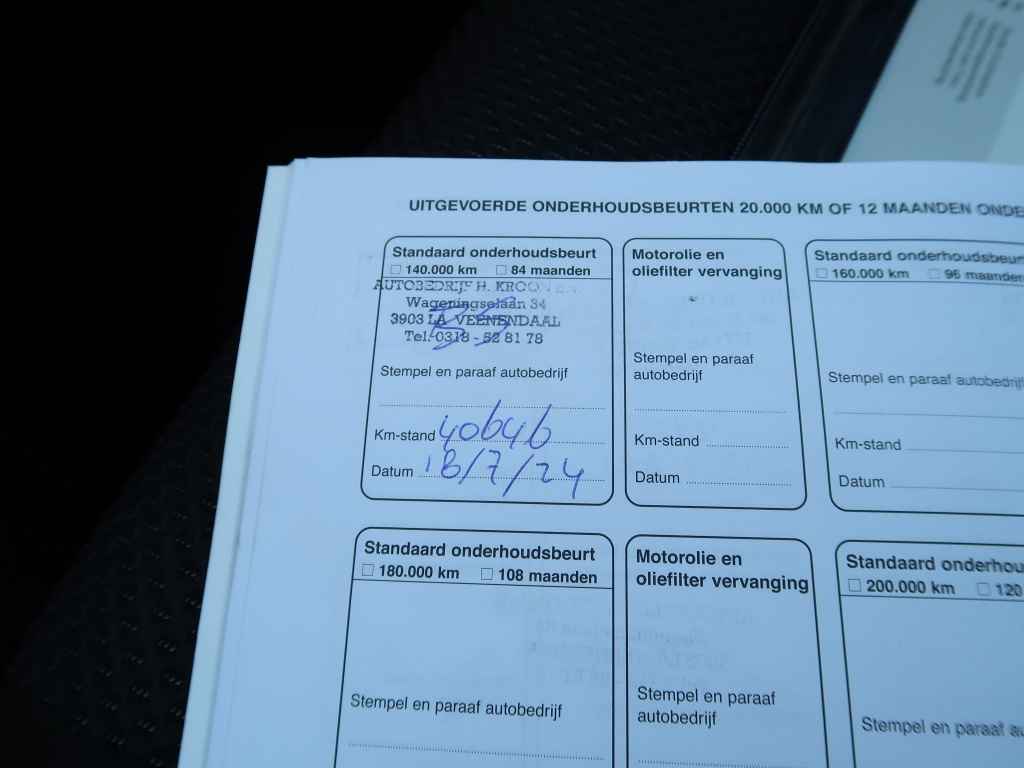 UITGEVOERDE ONDERHOUDSBEURTEN 20.000 KM OF 12 MAANDEN ONDE
Standaard onderhoudsbeurt
140.000 km 84 maanden
AUTOBEDRIJF H. KROON
Wageningselaan 34
3903 LA VEENENDAAL
Tel. 0318 - 52 81 78
Stempel en paraaf autobedrijf
Km-stand 40646
Datum 18/7/24
Motorolie en
oliefilter vervanging
Stempel en paraaf
autobedrijf
Km-stand
Datum
Standaard onderhoudsbeur
160.000 km 96 maanden
Stempel en paraaf autobedrijf
Km-stand
Datum
Standaard onderhoudsbeurt
180.000 km 108 maanden
Stempel en paraaf autobedrijf
Motorolie en
oliefilter vervanging
Stempel en paraaf
autobedrijf
Standaard onderhou
200.000 km 120
Stempel en paraaf au